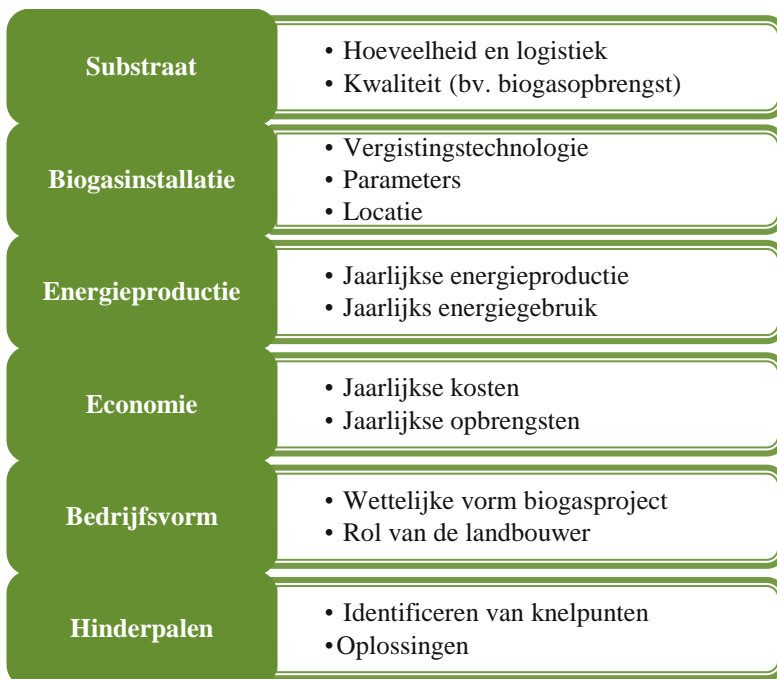 Substraat
• Hoeveelheid en logistiek
• Kwaliteit (bv. biogasopbrengst)
Biogasinstallatie
• Vergistingstechnologie
• Parameters
• Locatie
Energieproductie
• Jaarlijkse energieproductie
• Jaarlijks energiegebruik
Economie
• Jaarlijkse kosten
• Jaarlijkse opbrengsten
Bedrijfsvorm
• Wettelijke vorm biogasproject
• Rol van de landbouwer
Hinderpalen
• Identificeren van knelpunten
•Oplossingen